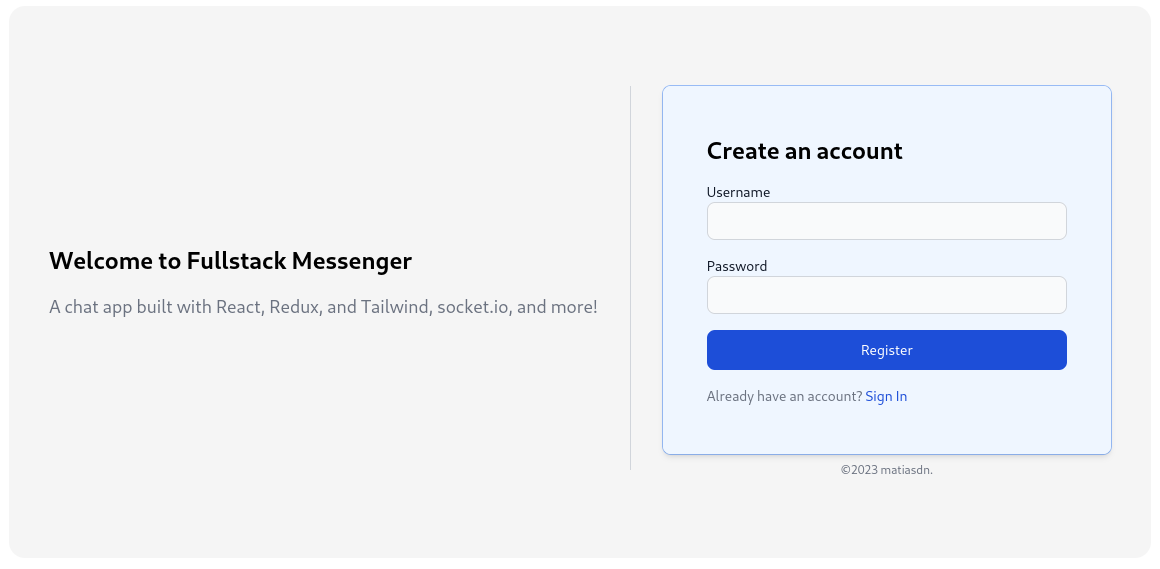 Welcome to Fullstack Messenger
A chat app built with React, Redux, and Tailwind, socket.io, and more!
Create an account
Username
Password
Register
Already have an account? Sign In
©2023 matiasdn.